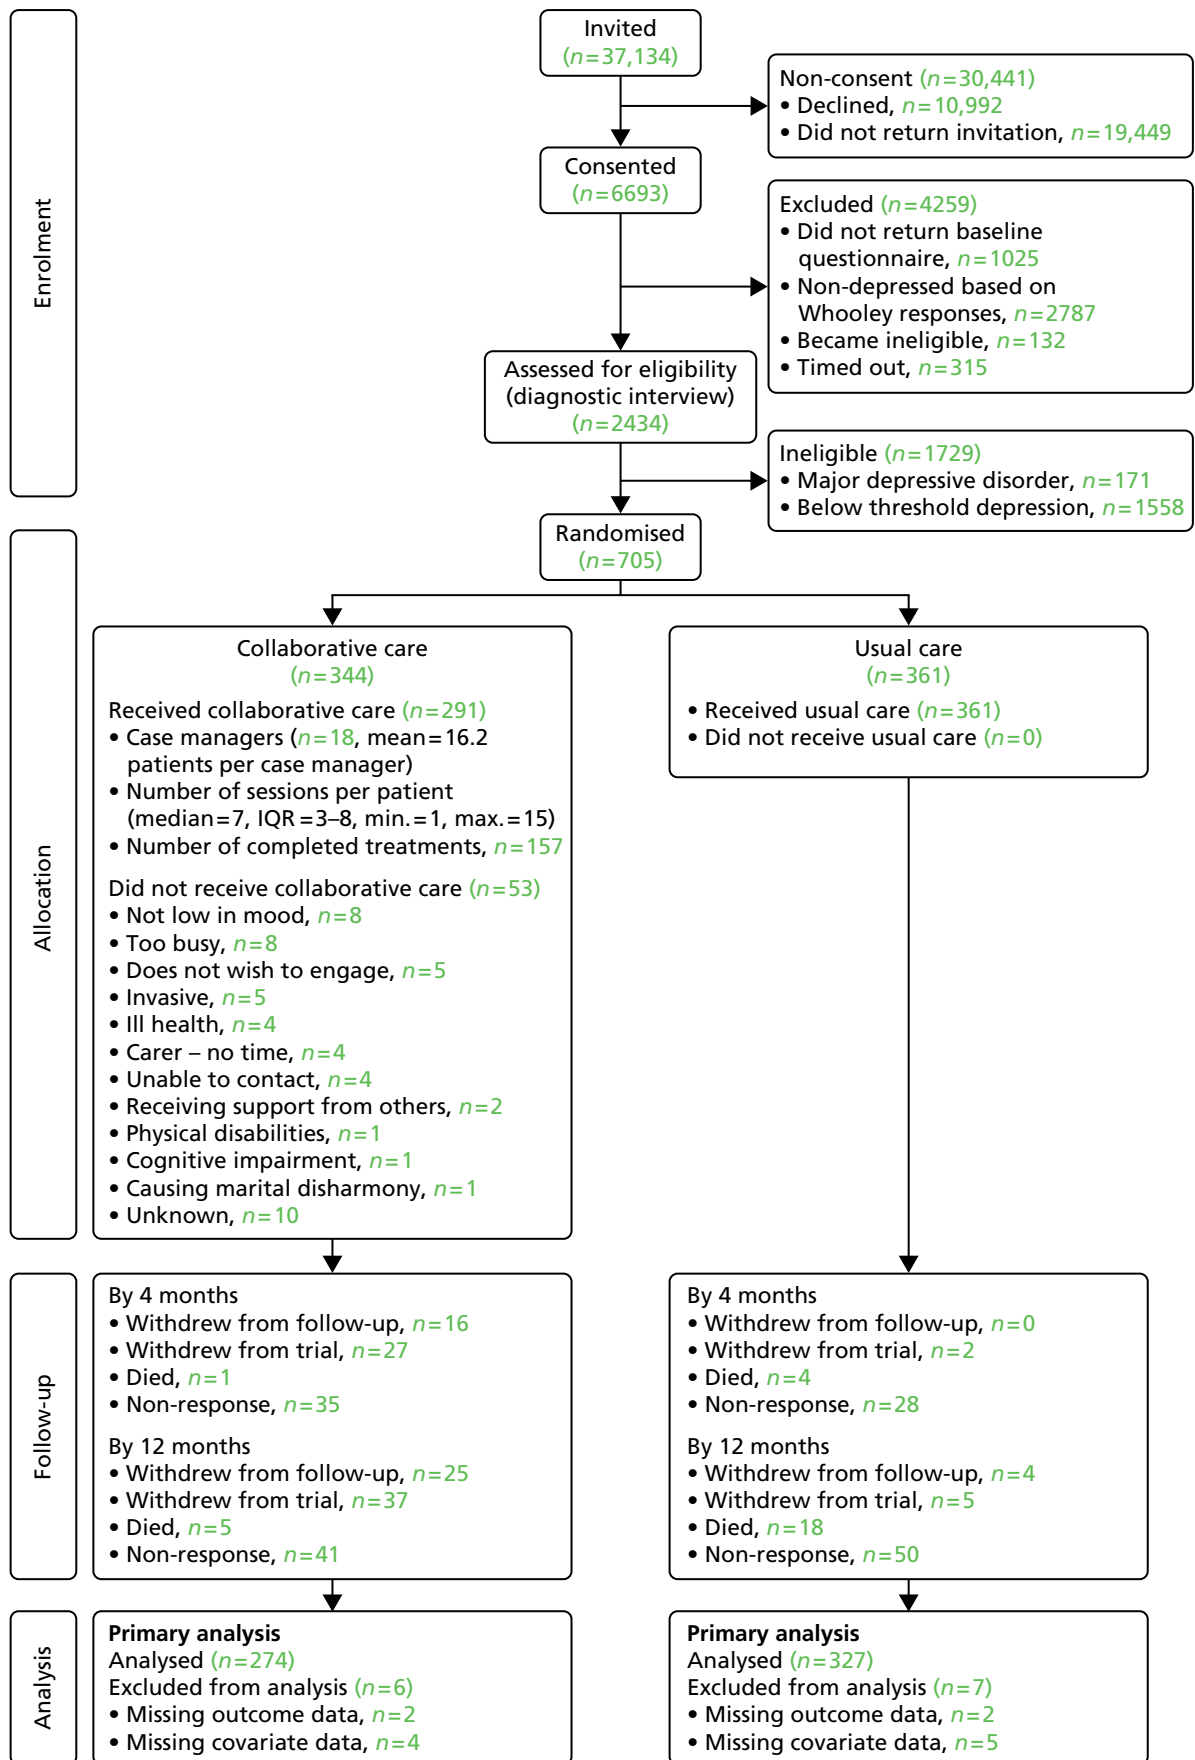 Enrolment
Invited
(n=37,134)
Non-consent (n=30,441)
• Declined, n=10,992
• Did not return invitation, n=19,449
Consented
(n=6693)
Excluded (n=4259)
• Did not return baseline
questionnaire, n=1025
• Non-depressed based on
Whooley responses, n=2787
• Became ineligible, n=132
• Timed out, n=315
Assessed for eligibility
(diagnostic interview)
(n=2434)
Ineligible (n=1729)
• Major depressive disorder, n=171
• Below threshold depression, n=1558
Allocation
Randomised
(n=705)
Collaborative care
(n=344)
Received collaborative care (n=291)
• Case managers (n=18, mean=16.2
patients per case manager)
• Number of sessions per patient
(median=7, IQR=3–8, min.=1, max.=15)
• Number of completed treatments, n=157
Did not receive collaborative care (n=53)
• Not low in mood, n=8
• Too busy, n=8
• Does not wish to engage, n=5
• Invasive, n=5
• Ill health, n=4
• Carer – no time, n=4
• Unable to contact, n=4
• Receiving support from others, n=2
• Physical disabilities, n=1
• Cognitive impairment, n=1
• Causing marital disharmony, n=1
• Unknown, n=10
Usual care
(n=361)
• Received usual care (n=361)
• Did not receive usual care (n=0)
Follow-up
By 4 months
• Withdrew from follow-up, n=16
• Withdrew from trial, n=27
• Died, n=1
• Non-response, n=35
By 12 months
• Withdrew from follow-up, n=25
• Withdrew from trial, n=37
• Died, n=5
• Non-response, n=41
By 4 months
• Withdrew from follow-up, n=0
• Withdrew from trial, n=2
• Died, n=4
• Non-response, n=28
By 12 months
• Withdrew from follow-up, n=4
• Withdrew from trial, n=5
• Died, n=18
• Non-response, n=50
Analysis
Primary analysis
Analysed (n=274)
Excluded from analysis (n=6)
• Missing outcome data, n=2
• Missing covariate data, n=4
Primary analysis
Analysed (n=327)
Excluded from analysis (n=7)
• Missing outcome data, n=2
• Missing covariate data, n=5